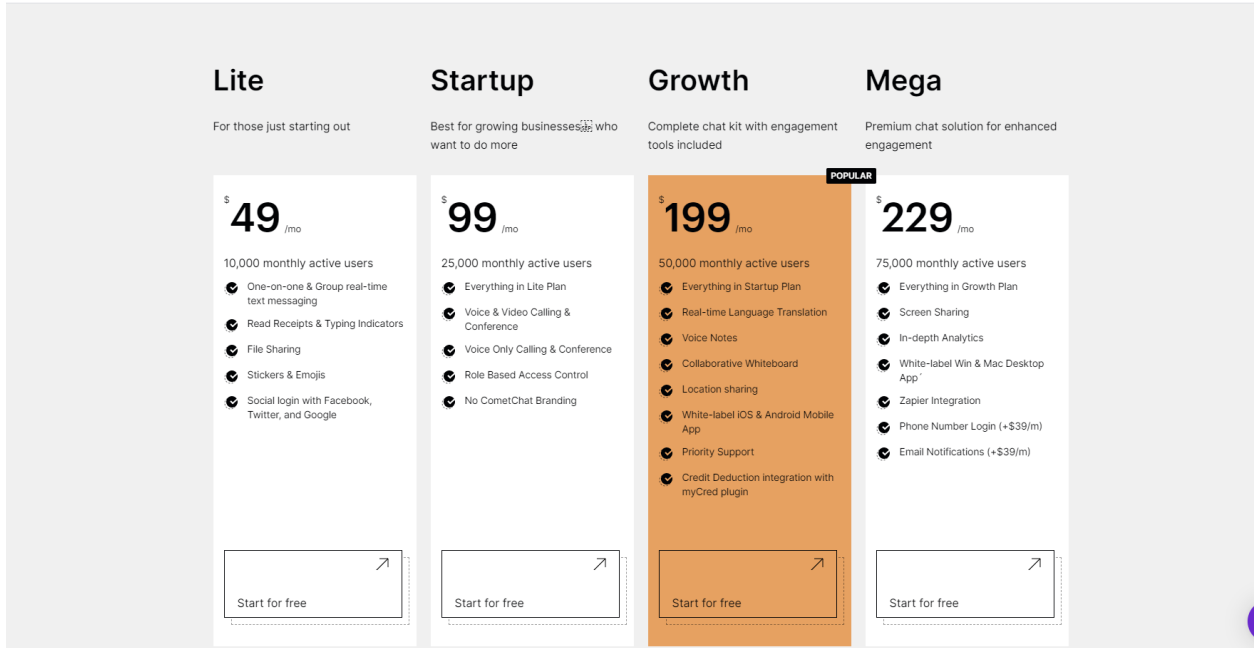 Lite
For those just starting out
$49/mo
10,000 monthly active users
One-on-one & Group real-time
text messaging
Read Receipts & Typing Indicators
File Sharing
Stickers & Emojis
Social login with Facebook,
Twitter, and Google
Start for free
Startup
Best for growing businesses who
want to do more
$99/mo
25,000 monthly active users
Everything in Lite Plan
Voice & Video Calling &
Conference
Voice Only Calling & Conference
Role Based Access Control
No CometChat Branding
Start for free
Growth
Complete chat kit with engagement
tools included
POPULAR
$199/mo
50,000 monthly active users
Everything in Startup Plan
Real-time Language Translation
Voice Notes
Collaborative Whiteboard
Location sharing
White-label iOS & Android Mobile
App
Priority Support
Credit Deduction integration with
myCred plugin
Start for free
Mega
Premium chat solution for enhanced
engagement
$229/mo
75,000 monthly active users
Everything in Growth Plan
Screen Sharing
In-depth Analytics
White-label Win & Mac Desktop
App*
Zapier Integration
Phone Number Login (+$39/m)
Email Notifications (+$39/m)
Start for free